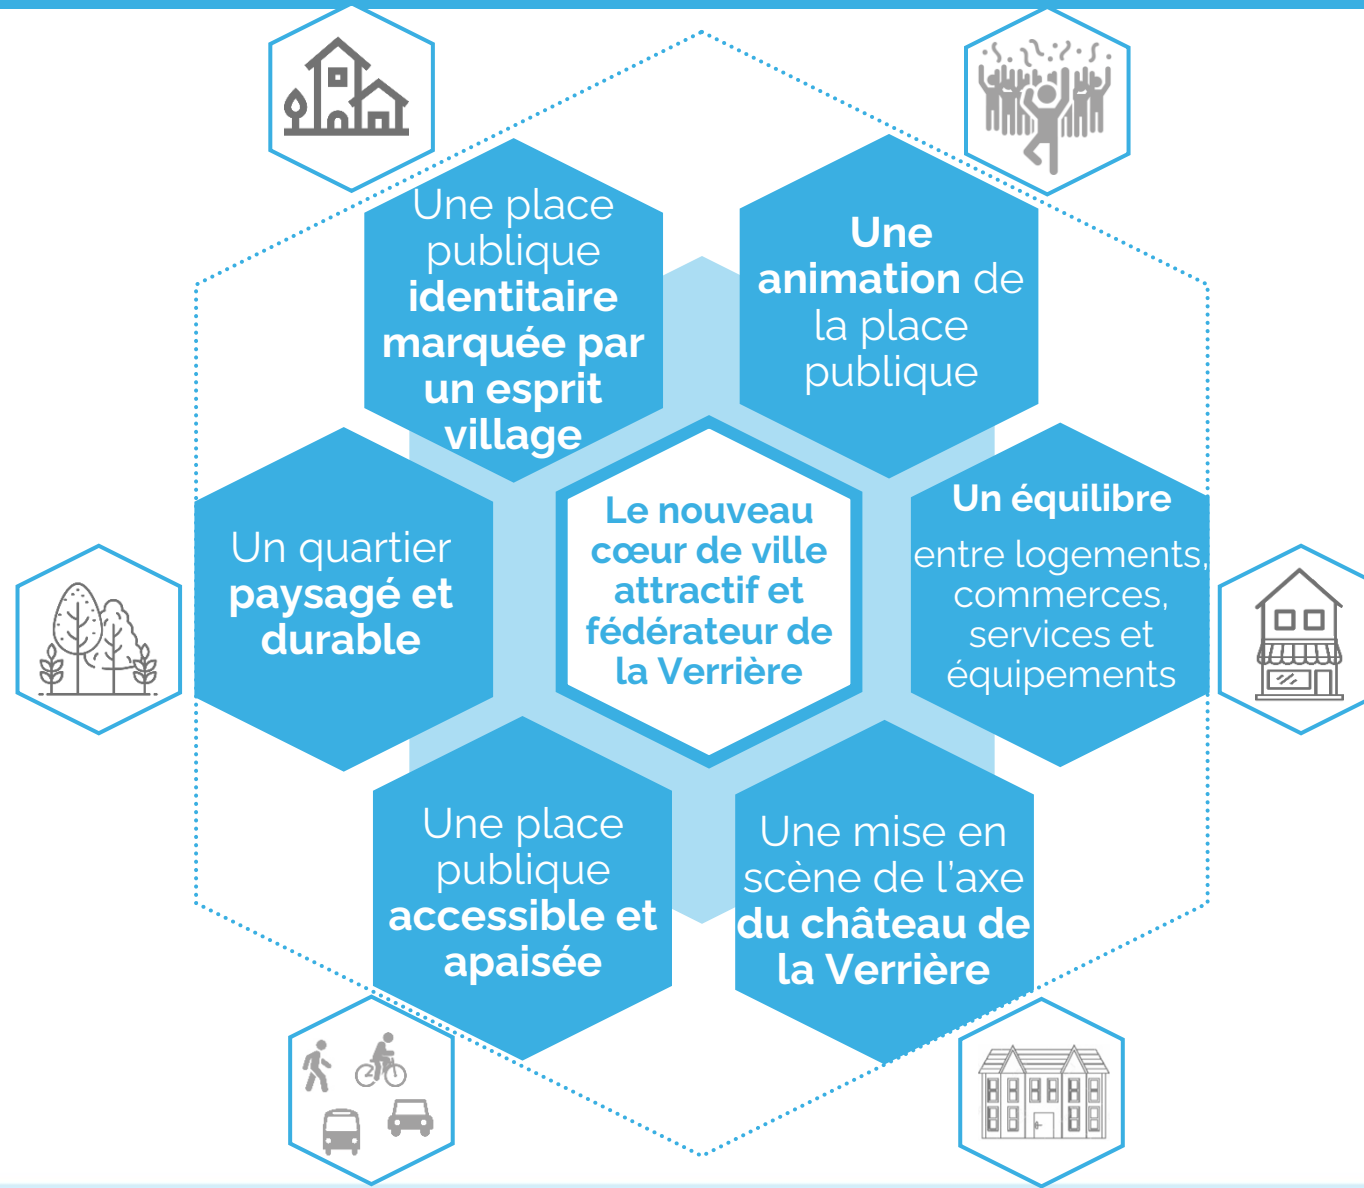 Une place
publique
identitaire
marquée par
un esprit
village
Une
animation de
la place
publique
Un quartier
paysagé et
durable
Le nouveau
cœur de ville
attractif et
fédérateur de
la Verrière
Un équilibre
entre logements,
commerces,
services et
équipements
Une place
publique
accessible et
apaisée
Une mise en
scène de l'axe
du château de
la Verrière